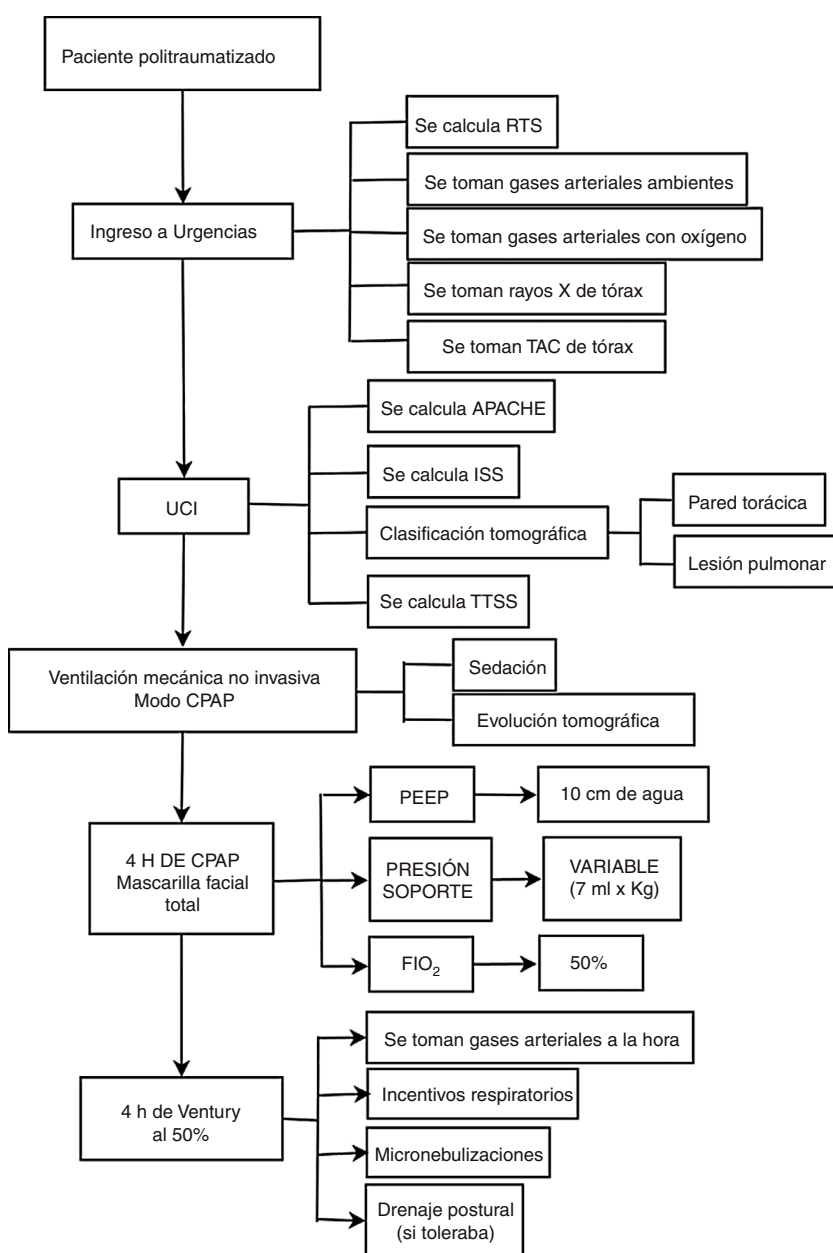 Paciente politraumatizado
Se calcula RTS
Se toman gases arteriales ambientes
Ingreso a Urgencias
Se toman gases arteriales con oxígeno
Se toman rayos X de tórax
Se toman TAC de tórax
Se calcula APACHE
Se calcula ISS
UCI
Clasificación tomográfica
Pared torácica
Lesión pulmonar
Se calcula TTSS
Ventilación mecánica no invasiva
Modo CPAP
Sedación
Evolución tomográfica
PEEP
10 cm de agua
4 H DE CPAP
Mascarilla facial
total
PRESIÓN
SOPORTE
VARIABLE
(7 ml x Kg)
FIO₂
50%
Se toman gases arteriales a la hora
4 h de Ventury
al 50%
Incentivos respiratorios
Micronebulizaciones
Drenaje postural
(si toleraba)